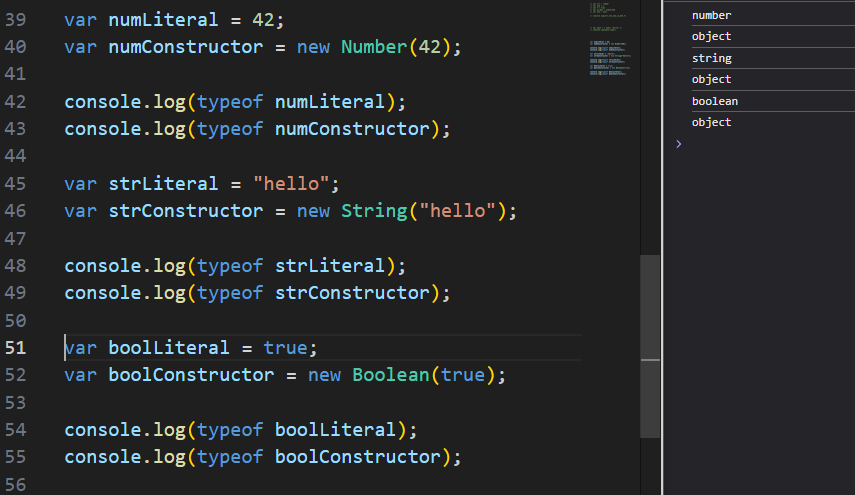 39 var numLiteral = 42;
40 var numConstructor = new Number(42);
41
42 console.log(typeof numLiteral);
43 console.log(typeof numConstructor);
44
45 var strLiteral = "hello";
46 var strConstructor = new String("hello");
47
48 console.log(typeof strLiteral);
49 console.log(typeof strConstructor);
50
51 var boolLiteral = true;
52 var boolConstructor = new Boolean(true);
53
54 console.log(typeof boolLiteral);
55 console.log(typeof boolConstructor);
56
number
object
string
object
boolean
object
>